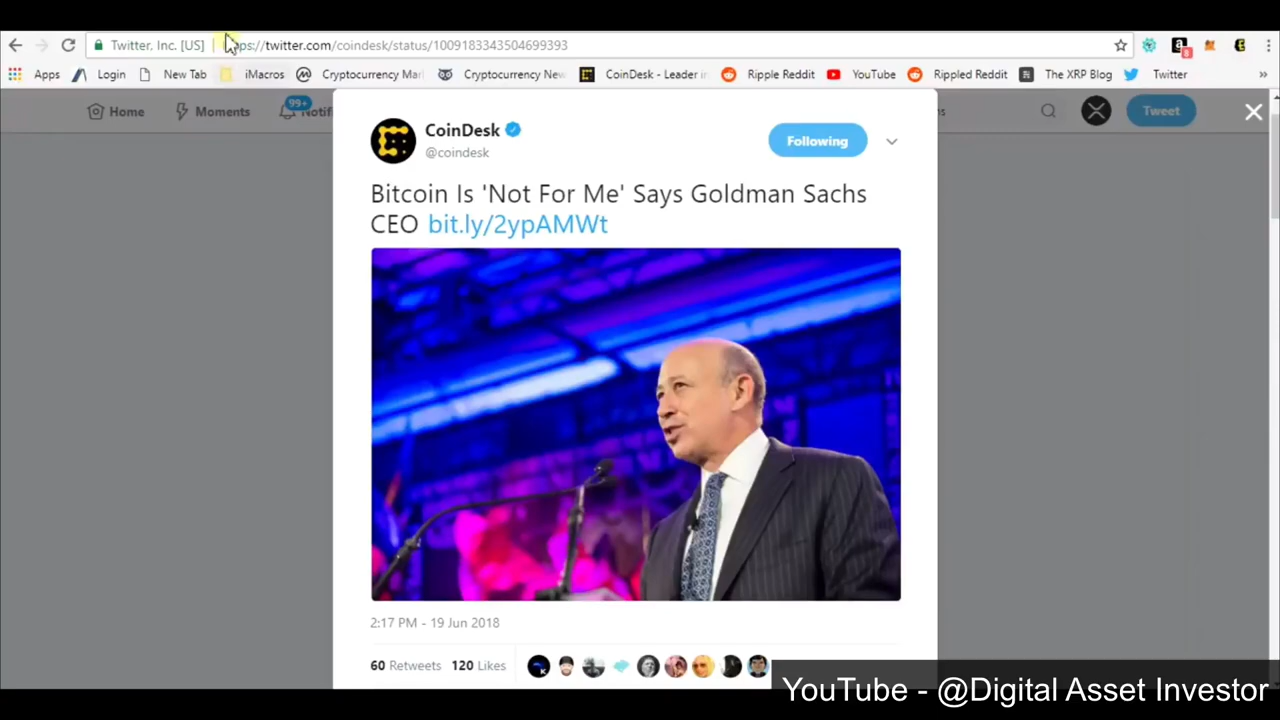 Twitter, Inc. [US]
ps://twitter.com/coindesk/status/1009183343504699393
Apps
Login
New Tab
iMacros
Cryptocurrency Mar
Cryptocurrency New
CoinDesk - Leader in
Ripple Reddit
YouTube
Rippled Reddit
The XRP Blog
Twitter
»
Home
Moments
99+
Notifi
Tweet
CoinDesk
@coindesk
Following
Bitcoin Is 'Not For Me' Says Goldman Sachs
CEO bit.ly/2ypAMWt
2:17 PM - 19 Jun 2018
60 Retweets 120 Likes
YouTube - @Digital Asset Investor